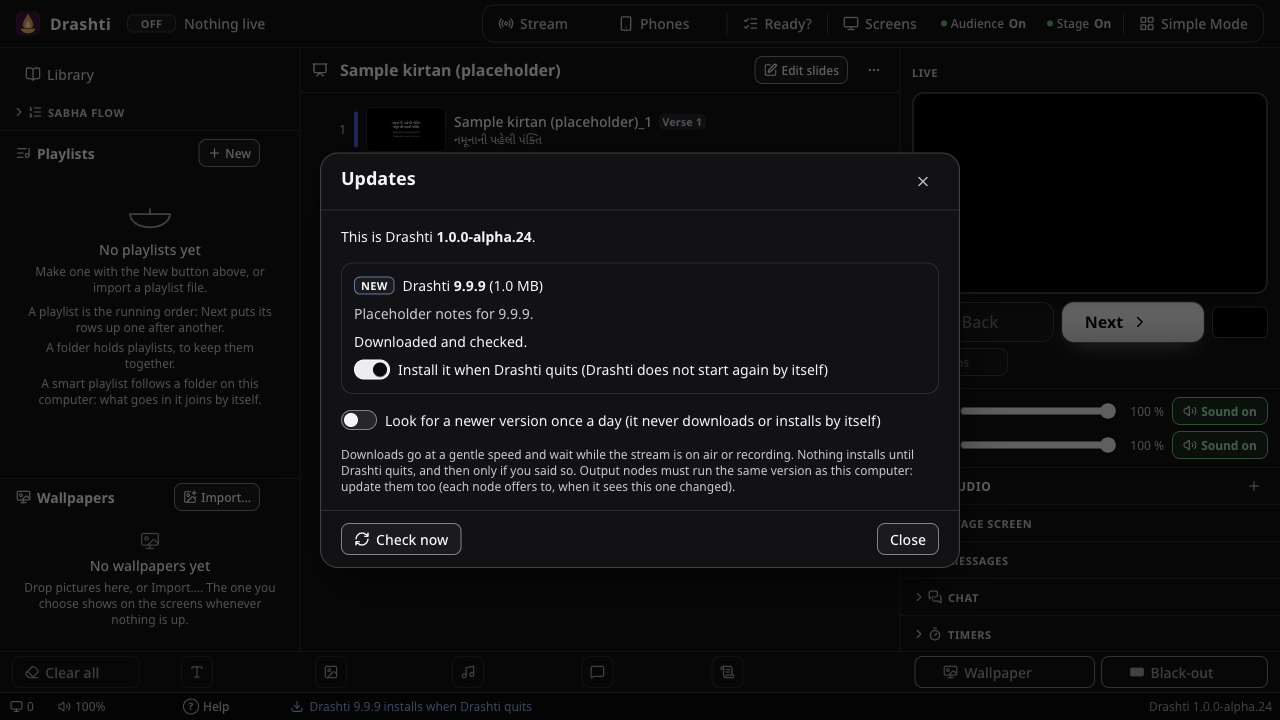 Drashti
OFF
Nothing live
Stream
Phones
Ready?
Screens
Audience On
Stage On
Simple Mode
Library
SABHA FLOW
Playlists
New
No playlists yet
Make one with the New button above, or
import a playlist file.
A playlist is the running order: Next puts its
rows up one after another.
A folder holds playlists, to keep them
together.
A smart playlist follows a folder on this
computer: what goes in it joins by itself.
Wallpapers
Import…
No wallpapers yet
Drop pictures here, or Import…. The one you
choose shows on the screens whenever
nothing is up.
Sample kirtan (placeholder)
Edit slides
1
Sample kirtan (placeholder)_1
Verse 1
નમૂનાની પહેલી પંક્તિ
Updates
This is Drashti 1.0.0-alpha.24.
NEW
Drashti 9.9.9 (1.0 MB)
Placeholder notes for 9.9.9.
Downloaded and checked.
Install it when Drashti quits (Drashti does not start again by itself)
Look for a newer version once a day (it never downloads or installs by itself)
Downloads go at a gentle speed and wait while the stream is on air or recording. Nothing installs until
Drashti quits, and then only if you said so. Output nodes must run the same version as this computer:
update them too (each node offers to, when it sees this one changed).
Check now
Close
LIVE
Back
Next
100 %
Sound on
100 %
Sound on
CHAT
TIMERS
Clear all
Wallpaper
Black-out
0
100%
Help
Drashti 9.9.9 installs when Drashti quits
Drashti 1.0.0-alpha.24